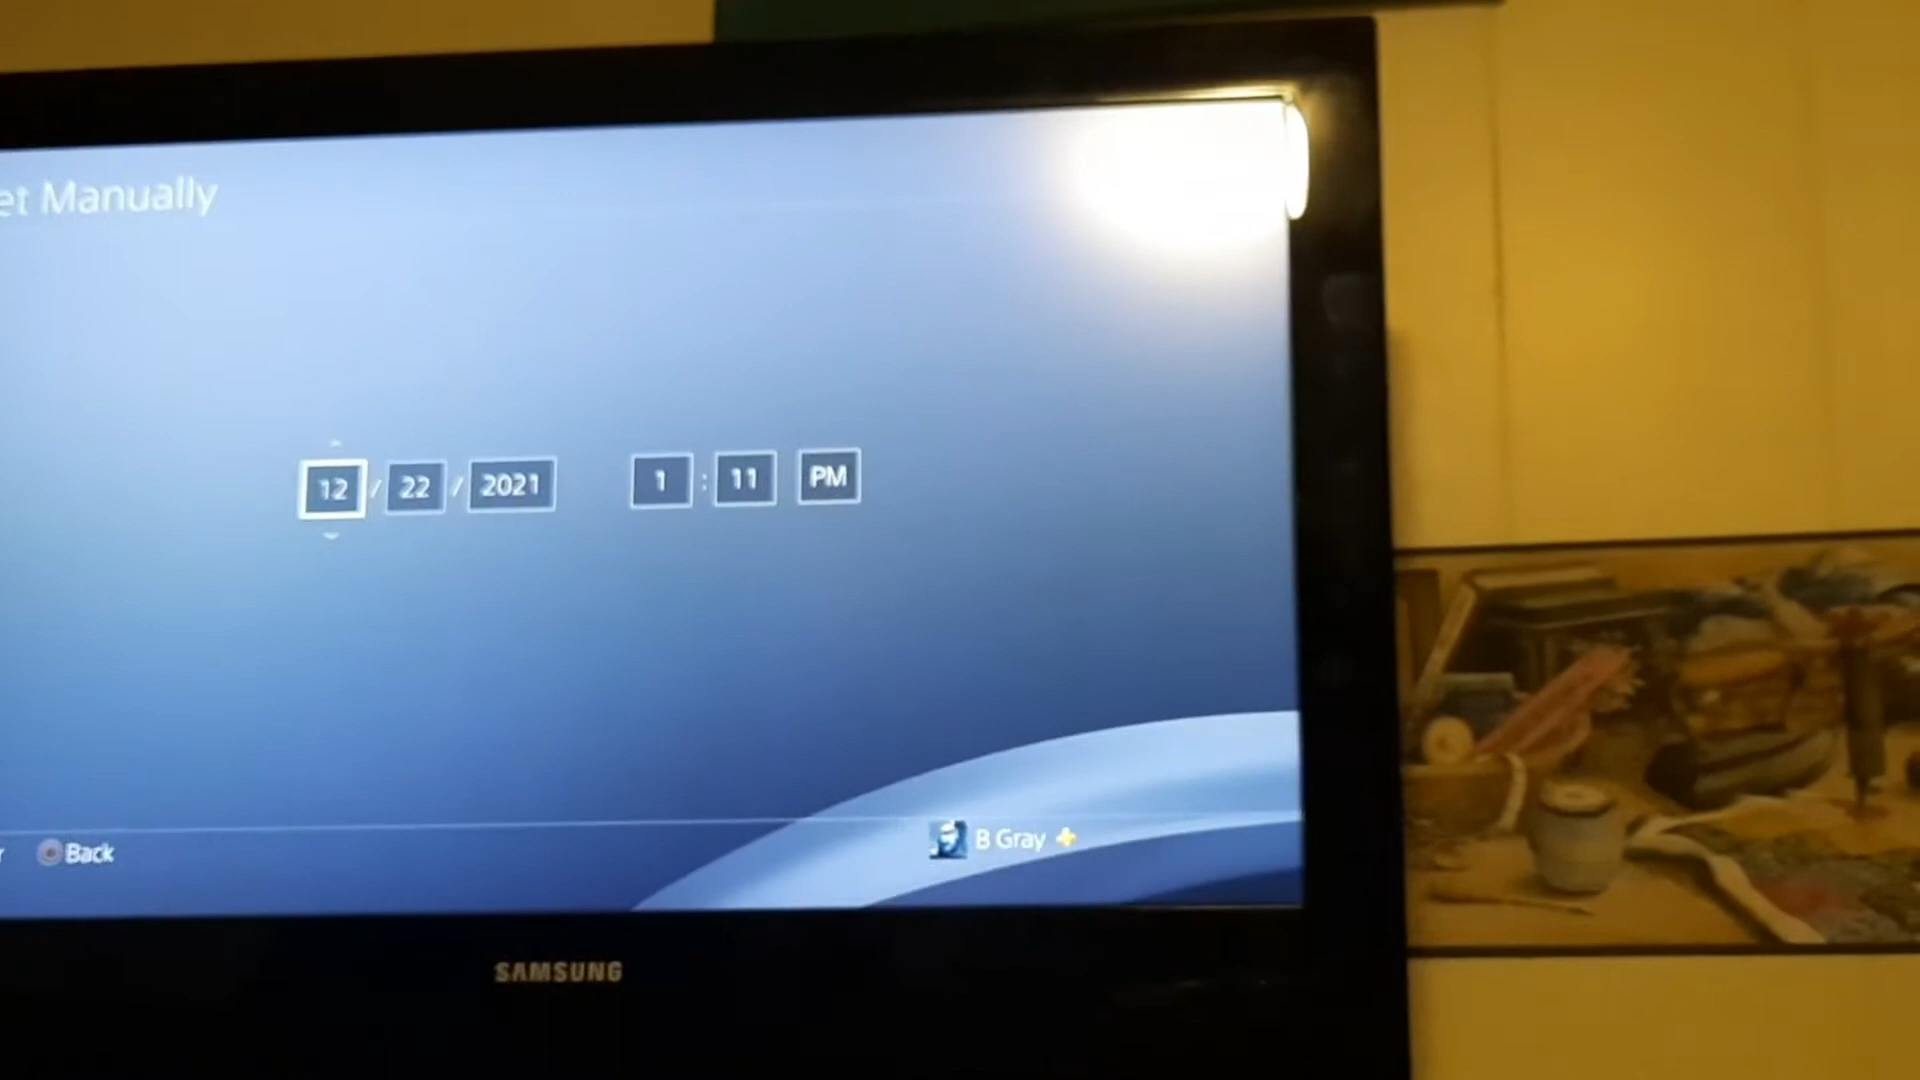 et Manually
12 / 22 / 2021 1 : 11 PM
Back
B Gray
SAMSUNG